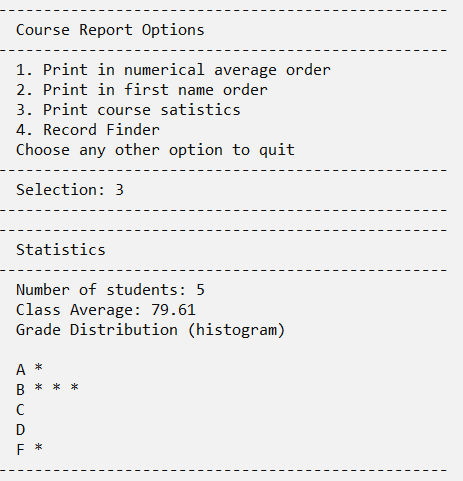 --------------------------------------------------
Course Report Options
--------------------------------------------------
1. Print in numerical average order
2. Print in first name order
3. Print course satistics
4. Record Finder
Choose any other option to quit
--------------------------------------------------
Selection: 3
--------------------------------------------------
--------------------------------------------------
Statistics
--------------------------------------------------
Number of students: 5
Class Average: 79.61
Grade Distribution (histogram)
A *
B * * *
C
D
F *
--------------------------------------------------